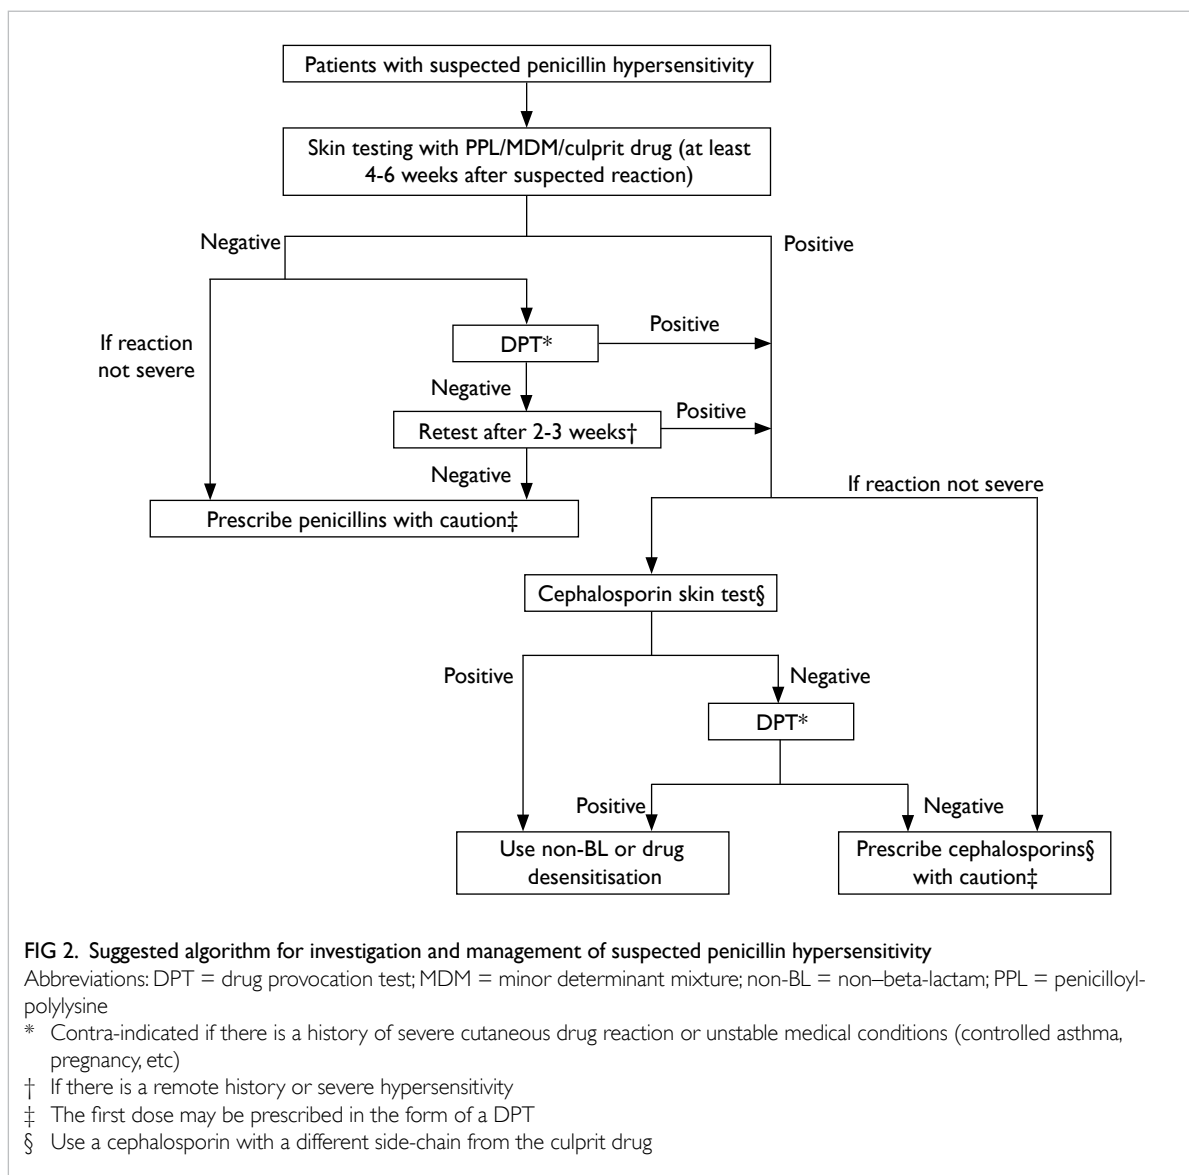 Patients with suspected penicillin hypersensitivity
Skin testing with PPL/MDM/culprit drug (at least
4-6 weeks after suspected reaction)
Negative
Positive
If reaction
not severe
DPT*
Positive
Negative
Retest after 2-3 weeks†
Positive
Negative
Prescribe penicillins with caution‡
If reaction not severe
Cephalosporin skin test§
Positive
Negative
DPT*
Positive
Negative
Use non-BL or drug
desensitisation
Prescribe cephalosporins§
with caution‡
FIG 2. Suggested algorithm for investigation and management of suspected penicillin hypersensitivity
Abbreviations: DPT = drug provocation test; MDM = minor determinant mixture; non-BL = non–beta-lactam; PPL = penicilloyl-
polylysine
* Contra-indicated if there is a history of severe cutaneous drug reaction or unstable medical conditions (controlled asthma,
pregnancy, etc)
† If there is a remote history or severe hypersensitivity
‡ The first dose may be prescribed in the form of a DPT
§ Use a cephalosporin with a different side-chain from the culprit drug